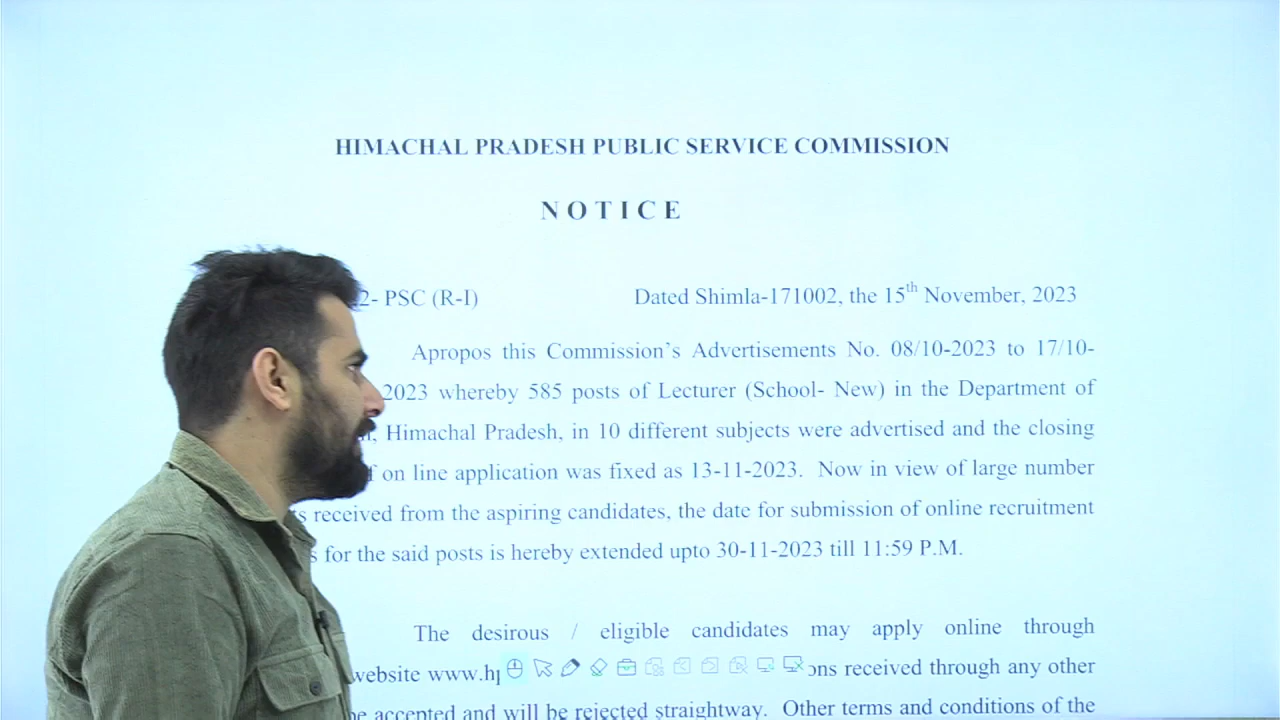 HIMACHAL PRADESH PUBLIC SERVICE COMMISSION
NOTICE
2- PSC (R-I) Dated Shimla-171002, the 15th November, 2023
Apropos this Commission's Advertisements No. 08/10-2023 to 17/10-
2023 whereby 585 posts of Lecturer (School- New) in the Department of
, Himachal Pradesh, in 10 different subjects were advertised and the closing
f on line application was fixed as 13-11-2023. Now in view of large number
s received from the aspiring candidates, the date for submission of online recruitment
s for the said posts is hereby extended upto 30-11-2023 till 11:59 P.M.
The desirous / eligible candidates may apply online through
website www.hp ons received through any other
be accepted and will be rejected straightway. Other terms and conditions of the